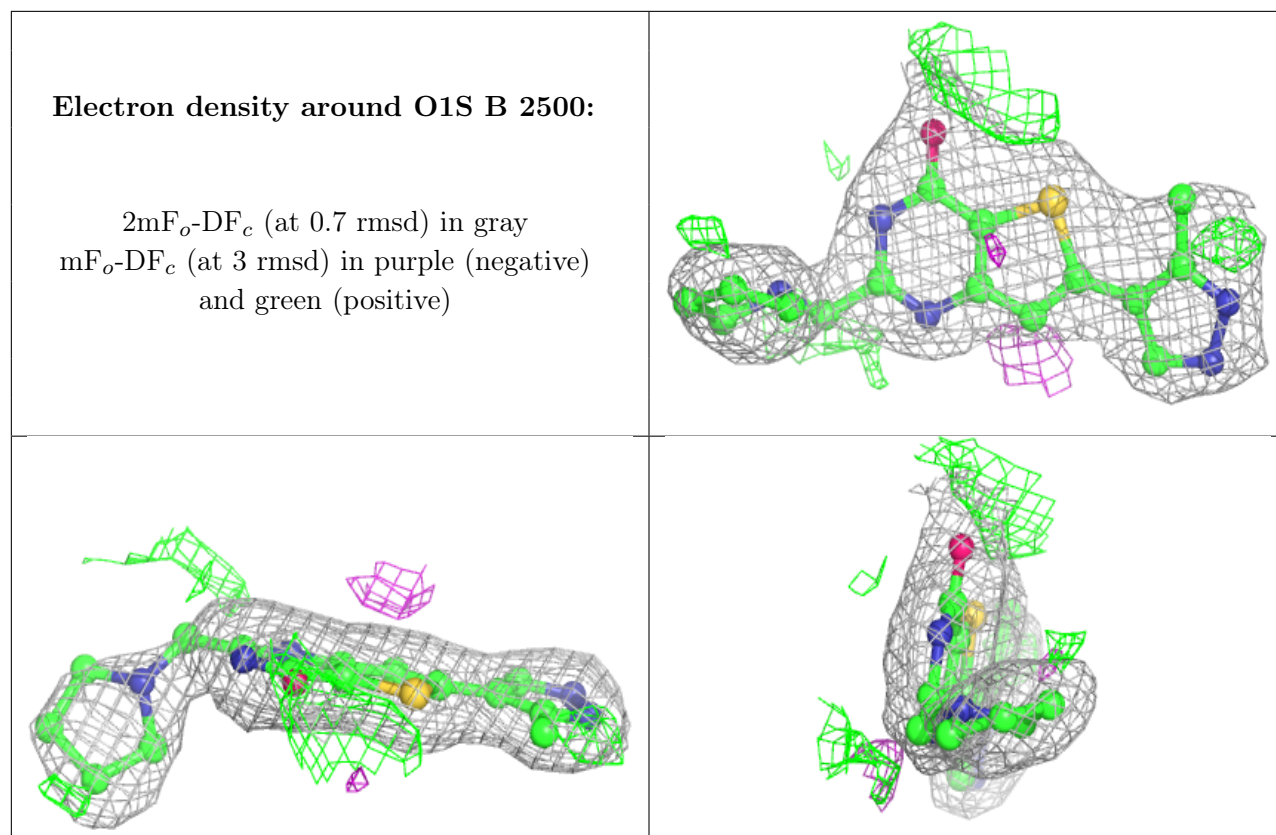 Electron density around O1S B 2500:
2mFo-DFc (at 0.7 rmsd) in gray
mFo-DFc (at 3 rmsd) in purple (negative)
and green (positive)